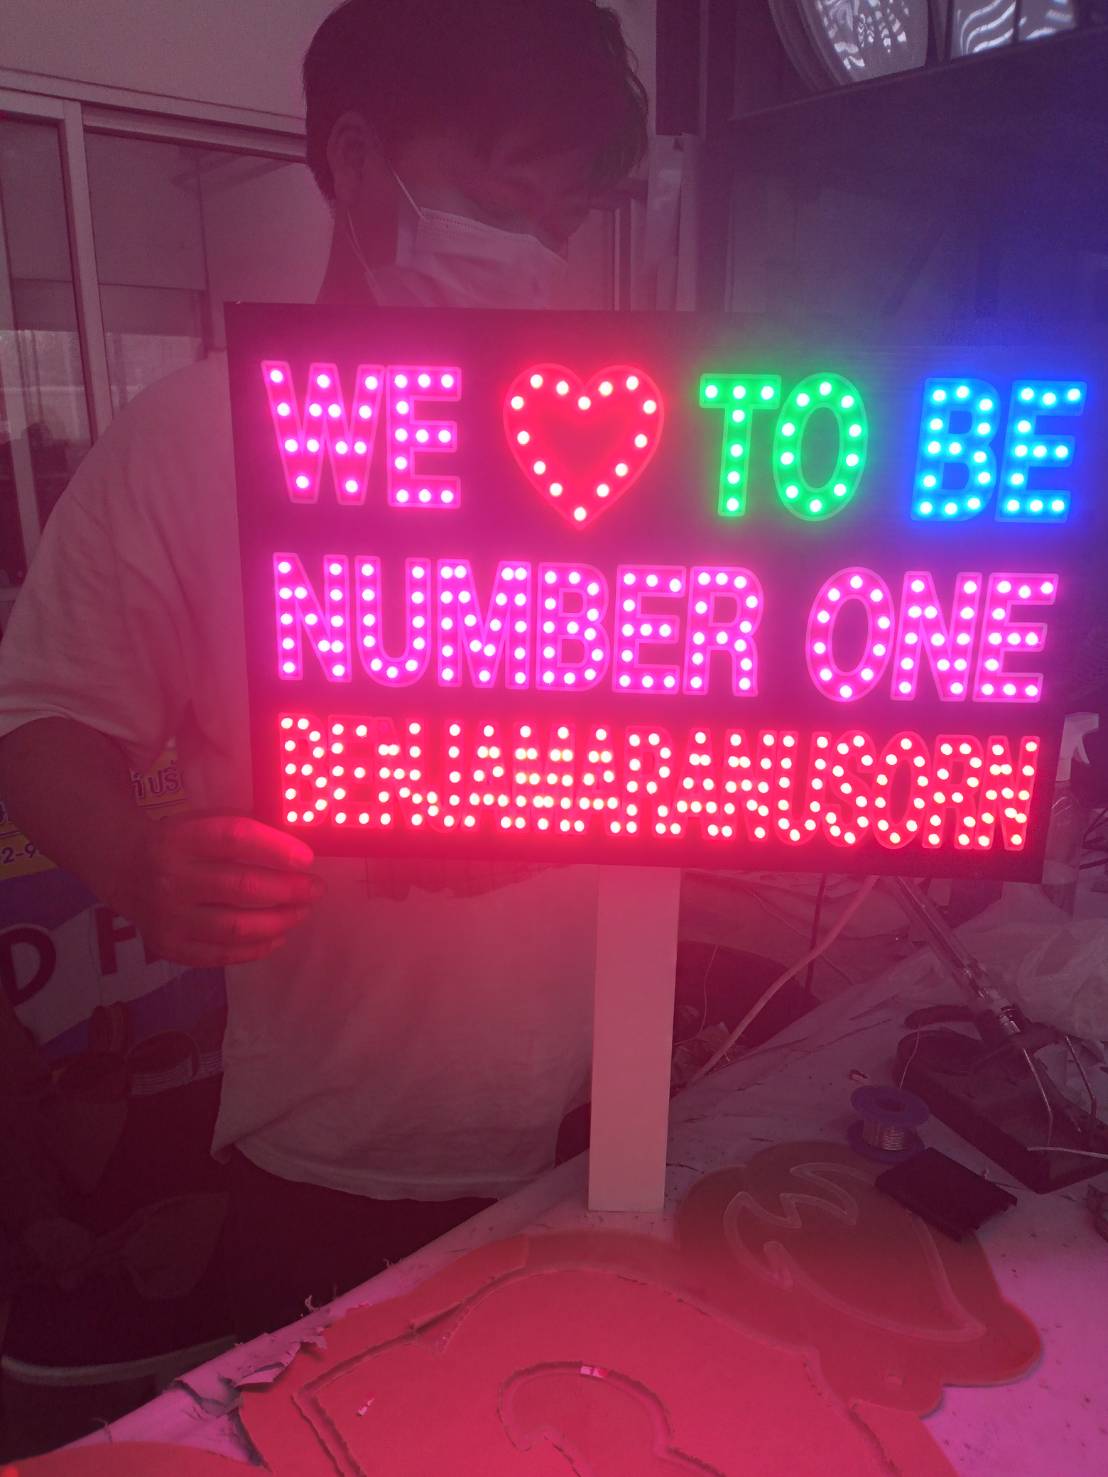 WE ♥ TO BE
NUMBER ONE
BENJAMARANUSORN